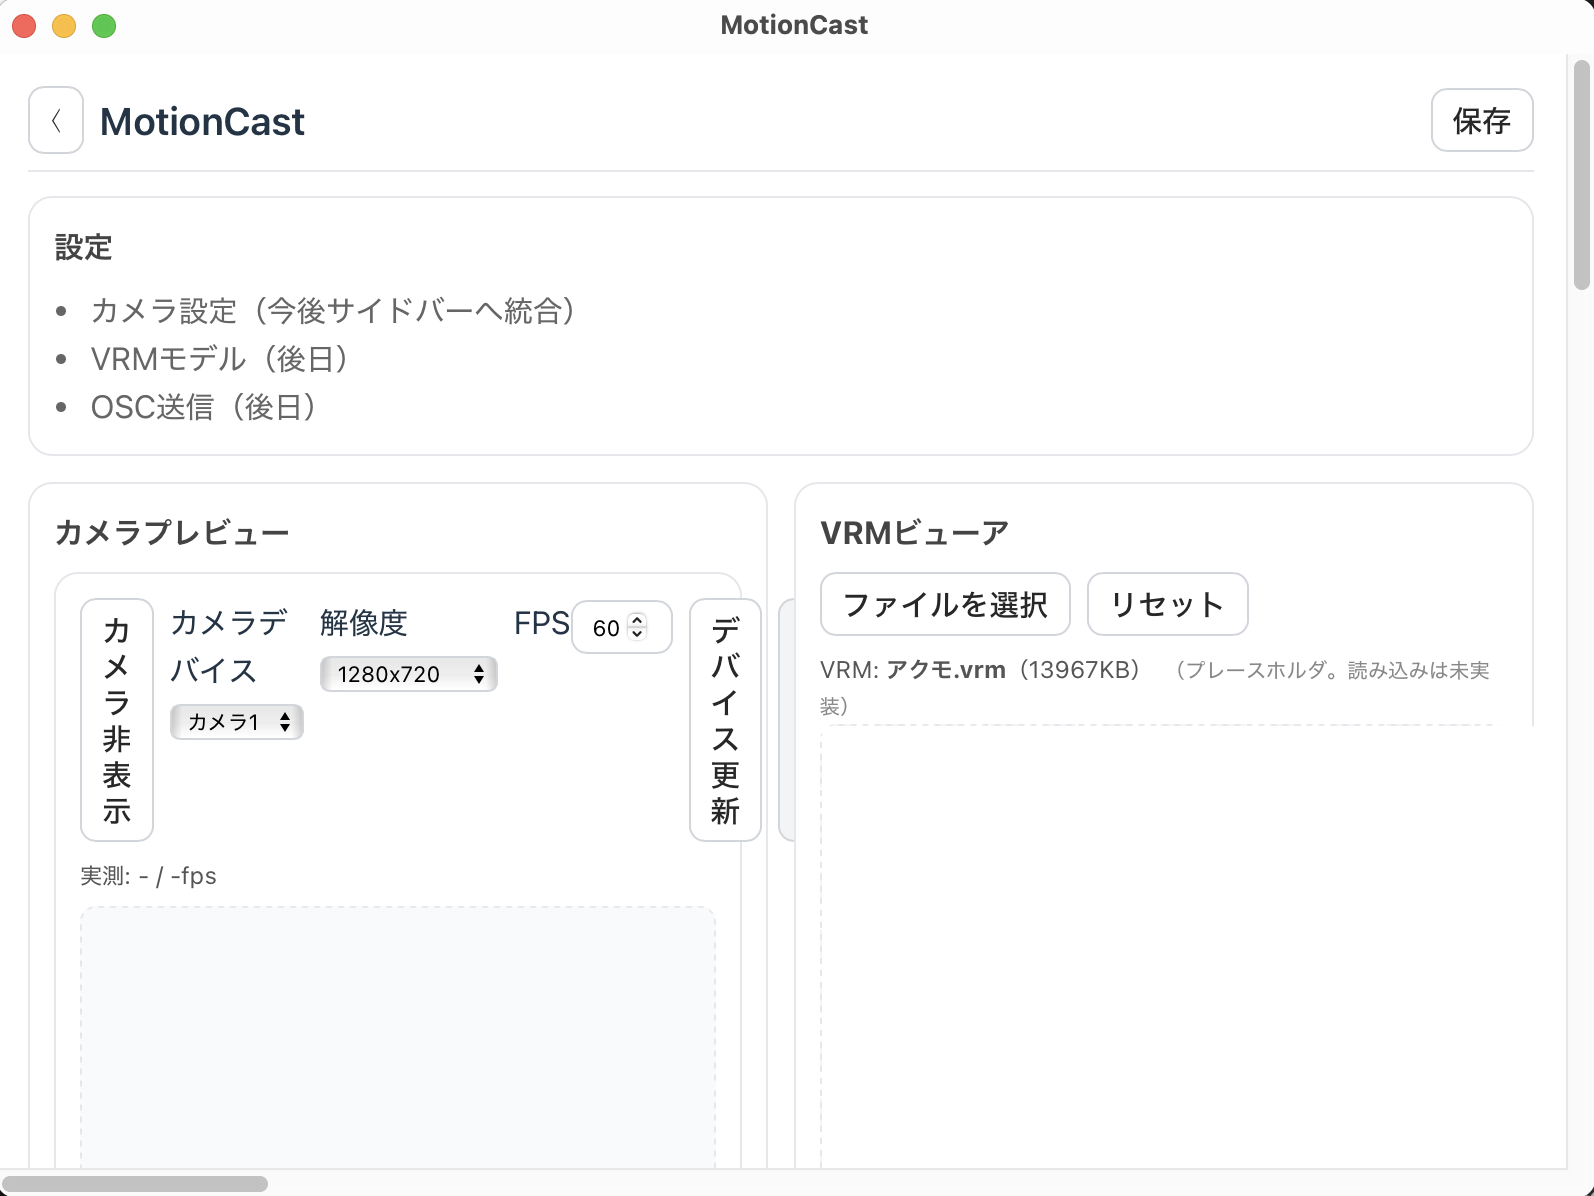 MotionCast
〈 MotionCast
保存
設定
• カメラ設定（今後サイドバーへ統合）
• VRMモデル（後日）
• OSC送信（後日）
カメラプレビュー
カメラ非表示
カメラデ
バイス
カメラ1
解像度
1280x720
FPS 60
デバイス更新
実測: - / -fps
VRMビューア
ファイルを選択 リセット
VRM: アクモ.vrm（13967KB） （プレースホルダ。読み込みは未実
装）